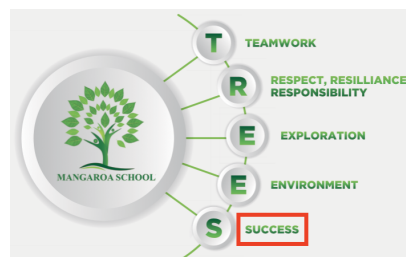 MANGAROA SCHOOL
T
TEAMWORK
R
RESPECT, RESILLIANCE
RESPONSIBILITY
E
EXPLORATION
E
ENVIRONMENT
S
SUCCESS